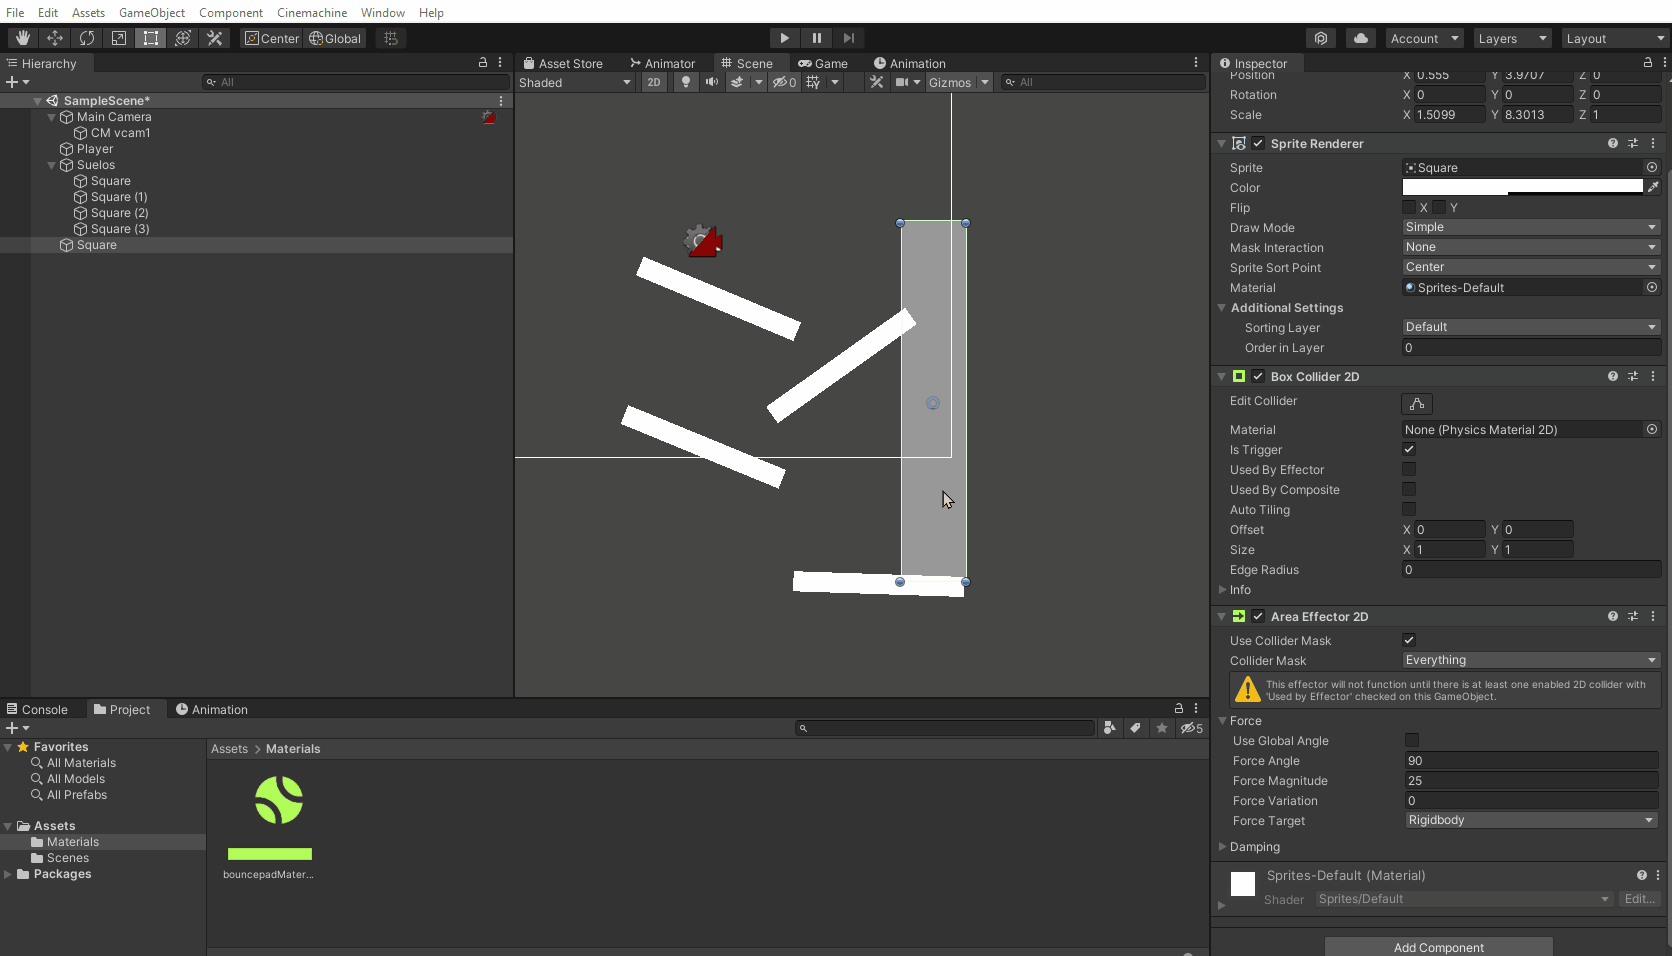 File Edit Assets GameObject Component Cinemachine Window Help
Center Global Account Layers Layout
Hierarchy
All
SampleScene*
Main Camera
CM vcam1
Player
Suelos
Square
Square (1)
Square (2)
Square (3)
Square
Asset Store Animator Scene Game Animation
Shaded 2D 0 Gizmos All
Inspector
Position X 0.555 Y 3.9707 Z 0
Rotation X 0 Y 0 Z 0
Scale X 1.5099 Y 8.3013 Z 1
Sprite Renderer
Sprite Square
Color
Flip X Y
Draw Mode Simple
Mask Interaction None
Sprite Sort Point Center
Material Sprites-Default
Additional Settings
Sorting Layer Default
Order in Layer 0
Box Collider 2D
Edit Collider
Material None (Physics Material 2D)
Is Trigger
Used By Effector
Used By Composite
Auto Tiling
Offset X 0 Y 0
Size X 1 Y 1
Edge Radius 0
Info
Area Effector 2D
Use Collider Mask
Collider Mask Everything
This effector will not function until there is at least one enabled 2D collider with
'Used by Effector' checked on this GameObject.
Force
Use Global Angle
Force Angle 90
Force Magnitude 25
Force Variation 0
Force Target Rigidbody
Damping
Sprites-Default (Material)
Shader Sprites/Default Edit...
Add Component
Console Project Animation
5
Favorites
All Materials
All Models
All Prefabs
Assets
Materials
Scenes
Packages
Assets > Materials
bouncepadMater...